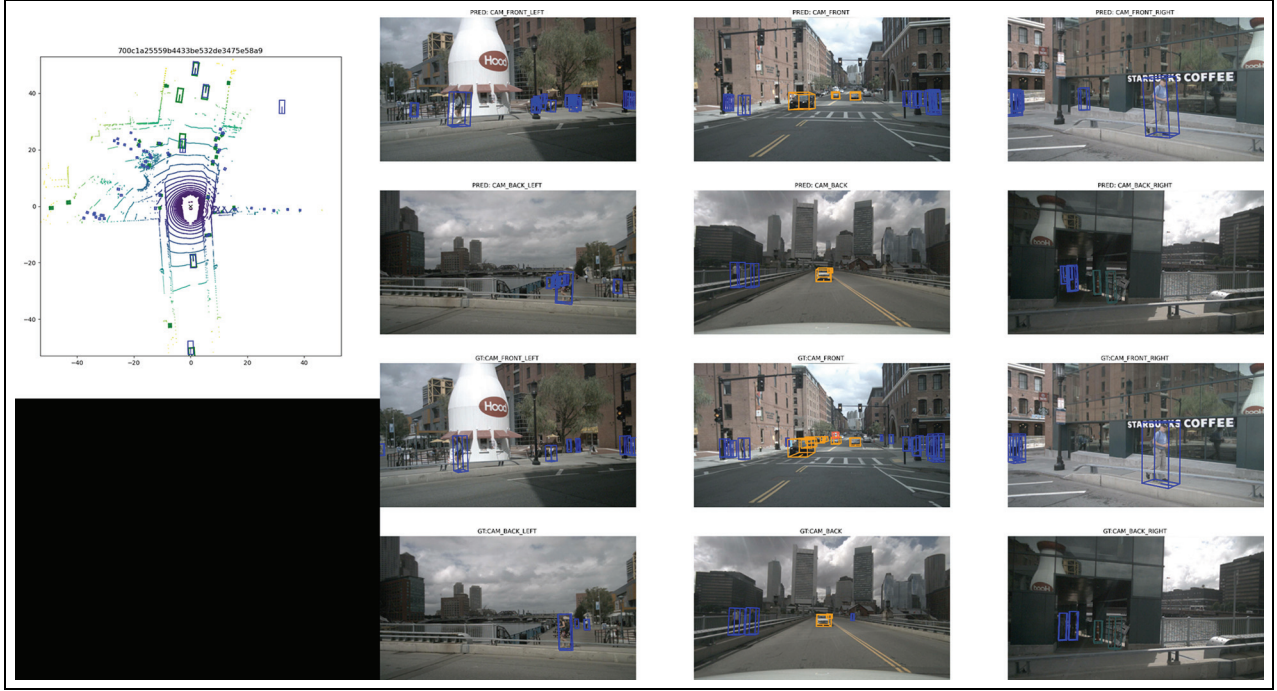 PRED: CAM_FRONT_LEFT
PRED: CAM_FRONT
PRED: CAM_FRONT_RIGHT
700c1a25559b4433be532de3475e58a9
40
20
0
−20
−40
−40
−20
0
20
40
Hood
STARBUCKS COFFEE
PRED: CAM_BACK_LEFT
PRED: CAM_BACK
PRED: CAM_BACK_RIGHT
GT:CAM_FRONT_LEFT
GT:CAM_FRONT
GT:CAM_FRONT_RIGHT
Hood
STARBUCKS COFFEE
GT:CAM_BACK_LEFT
GT:CAM_BACK
GT:CAM_BACK_RIGHT